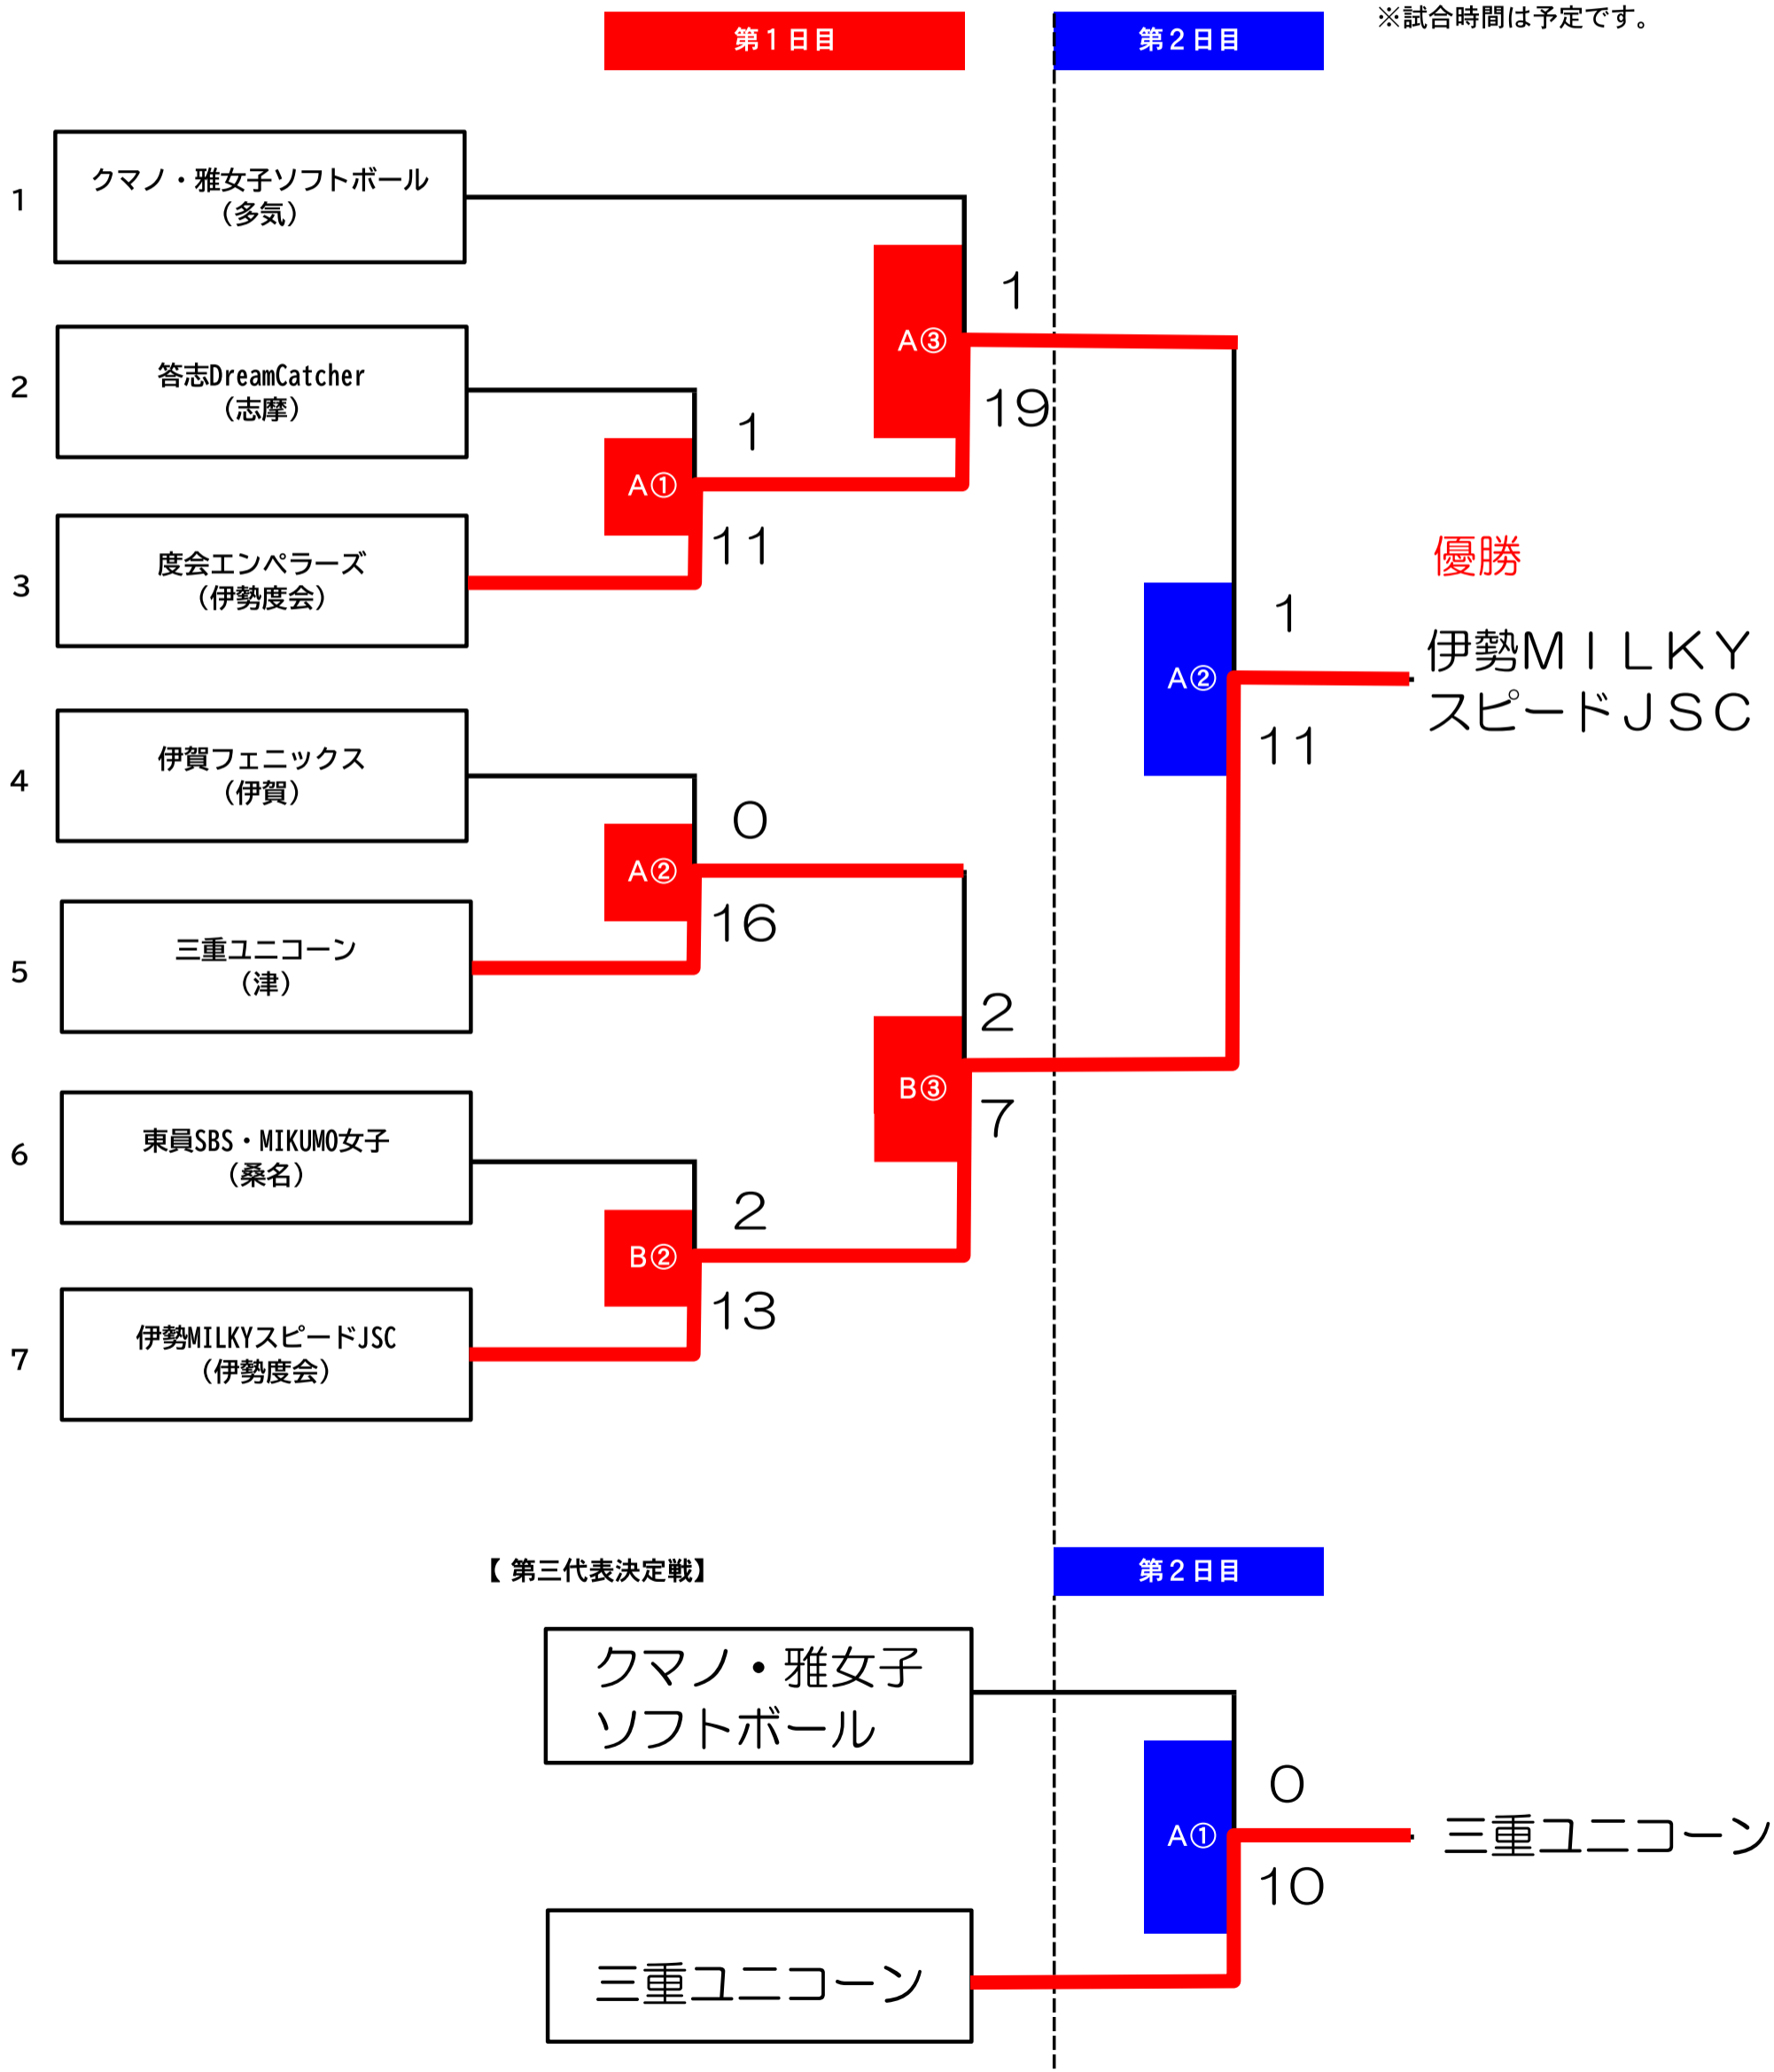 第1日目
第2日目
※試合時間は予定です。
1
クマノ・雅女子ソフトボール
（多気）
1
A③
2
答志DreamCatcher
（志摩）
19
1
A①
3
度会エンペラーズ
（伊勢度会）
11
優勝
1
伊勢ＭＩＬＫＹ
スピードＪＳＣ
A②
11
4
伊賀フェニックス
（伊賀）
0
A②
16
5
三重ユニコーン
（津）
2
B③
7
6
東員SBS・MIKUMO女子
（桑名）
2
B②
13
7
伊勢MILKYスピードJSC
（伊勢度会）
【 第三代表決定戦】
第2日目
クマノ・雅女子
ソフトボール
0
A①
三重ユニコーン
10
三重ユニコーン